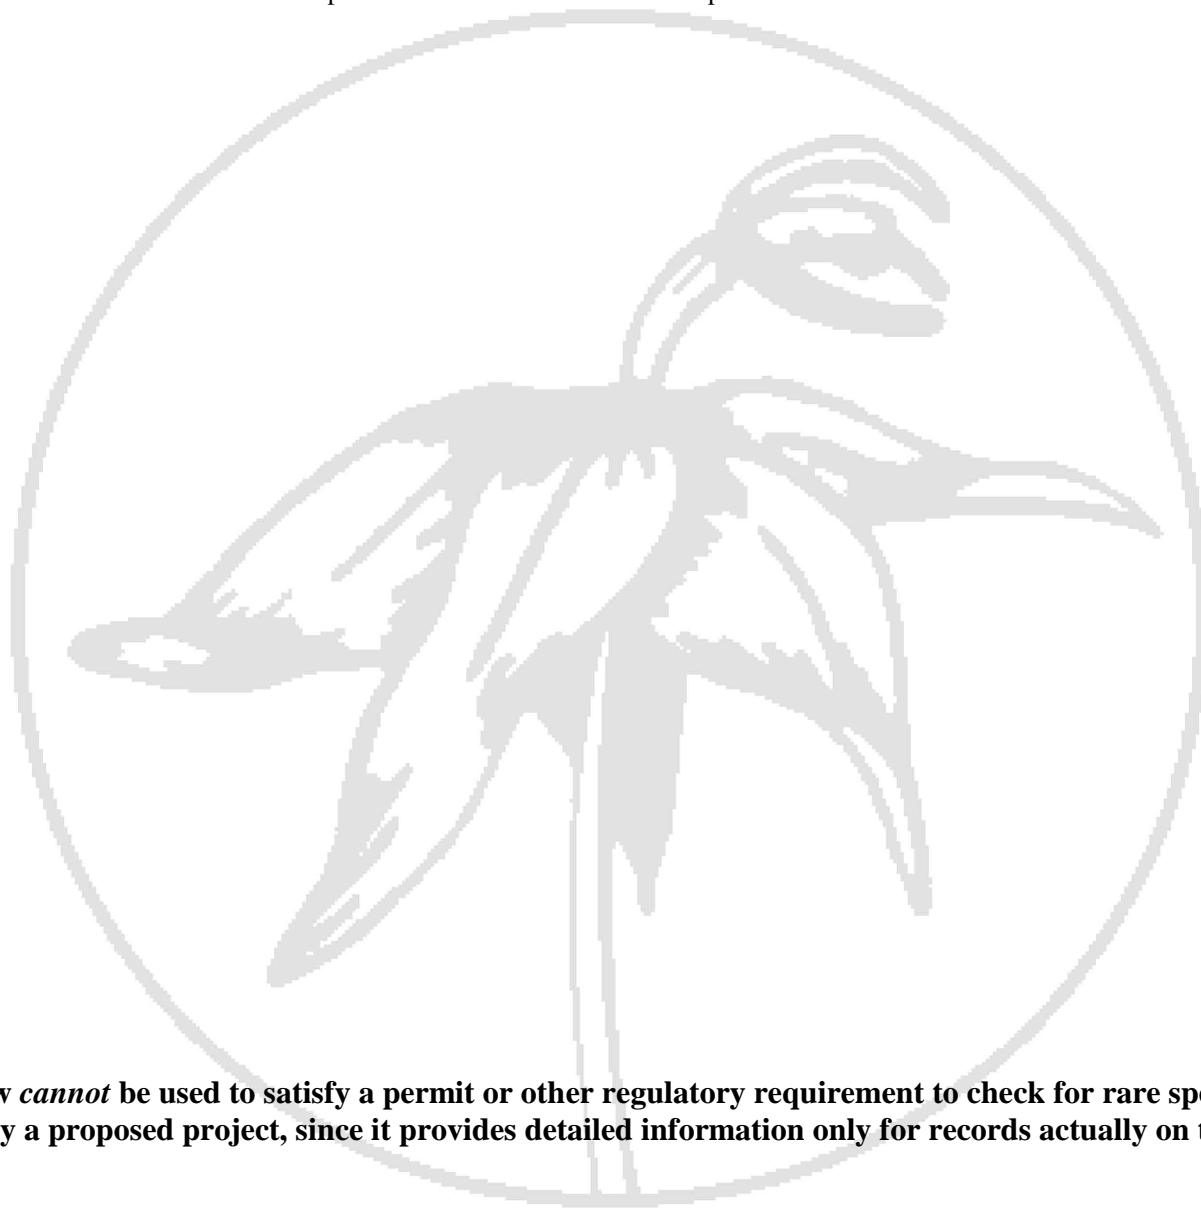 cannot be used to satisfy a permit or other regulatory requirement to check for rare
a proposed project, since it provides detailed information only for records actually on